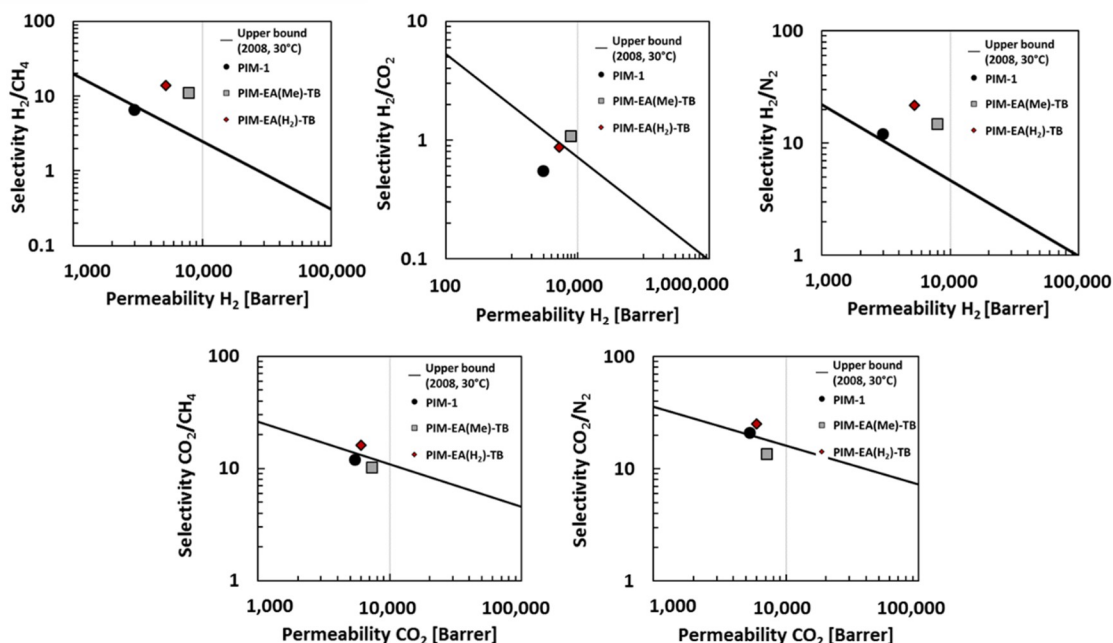 Selectivity H₂/CH₄
100
10
1
0.1
1,000
10,000
100,000
Permeability H₂ [Barrer]
Upper bound
(2008, 30°C)
PIM-1
PIM-EA(Me)-TB
PIM-EA(H₂)-TB
Selectivity H₂/CO₂
10
1
0.1
100
10,000
1,000,000
Permeability H₂ [Barrer]
Upper bound
(2008, 30°C)
PIM-1
PIM-EA(Me)-TB
PIM-EA(H₂)-TB
Selectivity H₂/N₂
100
10
1
1,000
10,000
100,000
Permeability H₂ [Barrer]
Upper bound
(2008, 30°C)
PIM-1
PIM-EA(Me)-TB
PIM-EA(H₂)-TB
Selectivity CO₂/CH₄
100
10
1
1,000
10,000
100,000
Permeability CO₂ [Barrer]
Upper bound
(2008, 30°C)
PIM-1
PIM-EA(Me)-TB
PIM-EA(H₂)-TB
Selectivity CO₂/N₂
100
10
1
1,000
10,000
100,000
Permeability CO₂ [Barrer]
Upper bound
(2008, 30°C)
PIM-1
PIM-EA(Me)-TB
PIM-EA(H₂)-TB